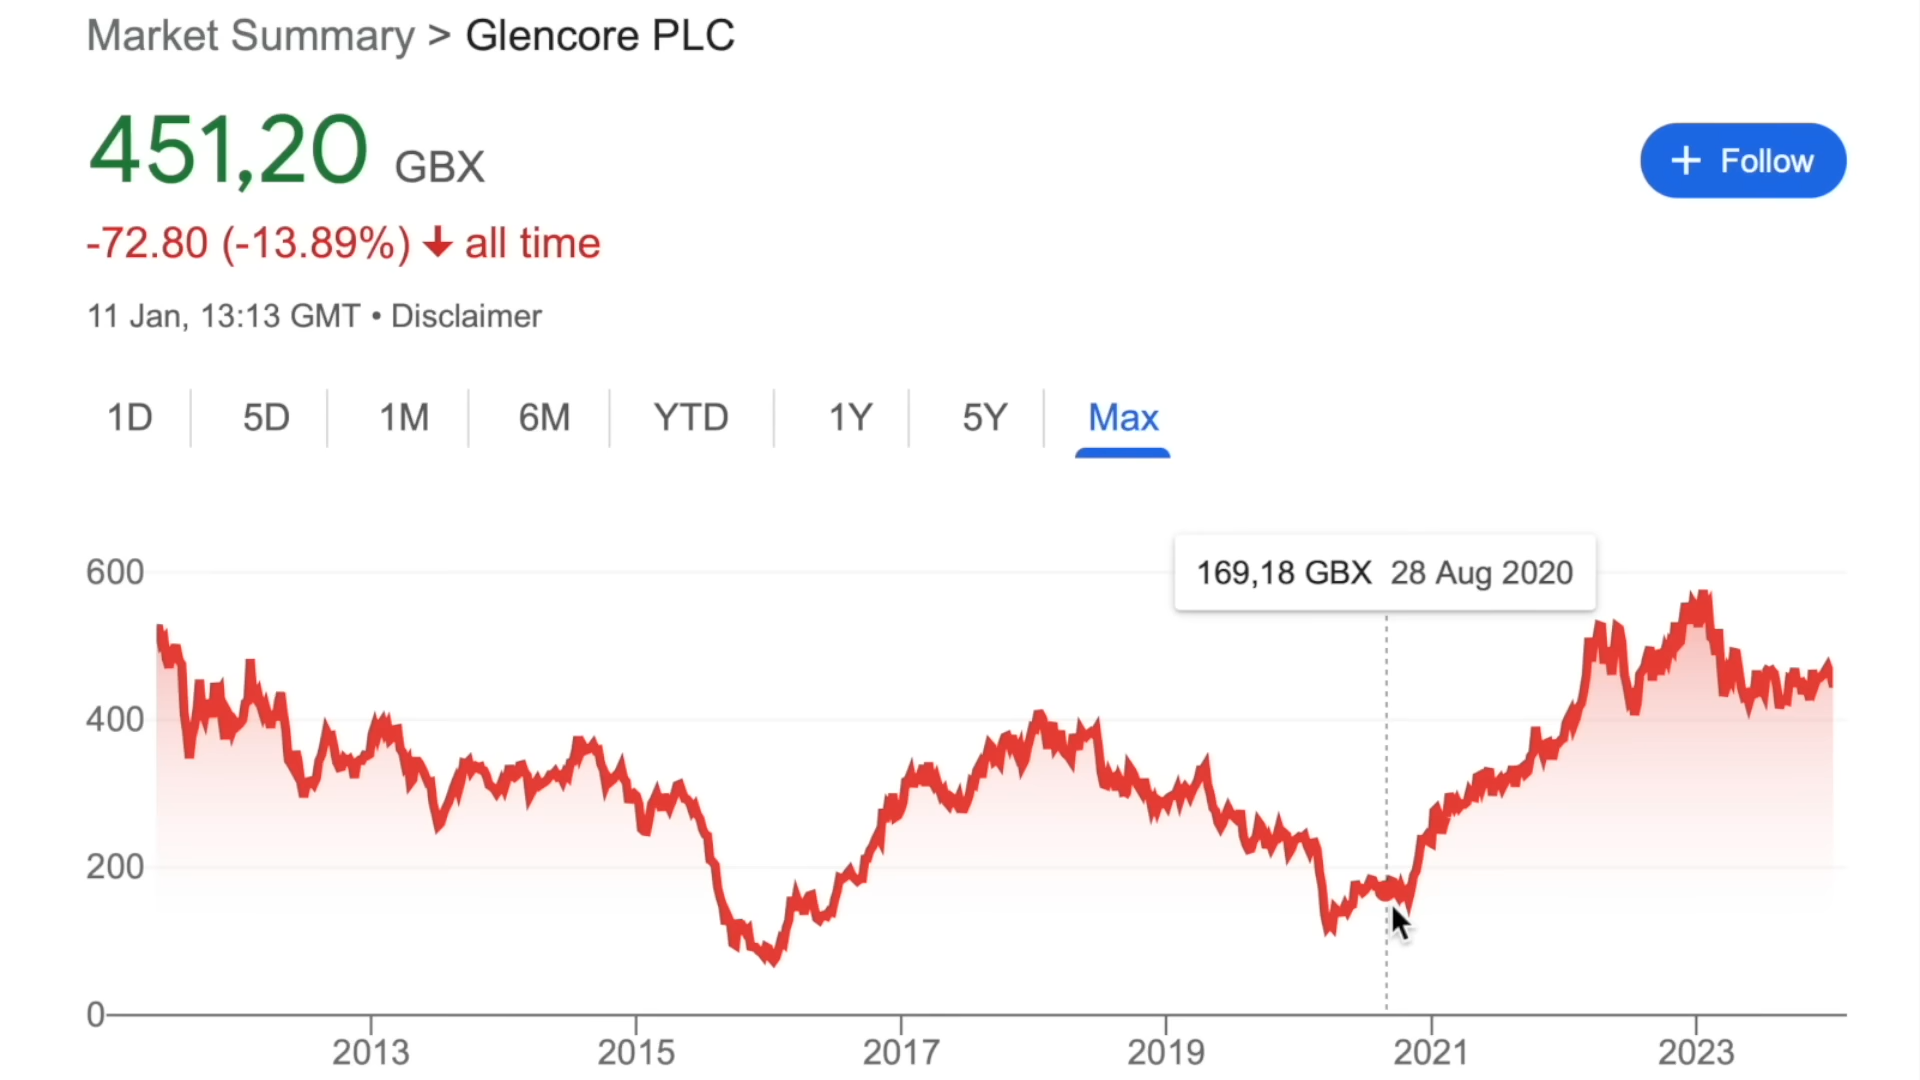 Market Summary > Glencore PLC
451,20 GBX
+ Follow
-72.80 (-13.89%) ↓ all time
11 Jan, 13:13 GMT • Disclaimer
1D 5D 1M 6M YTD 1Y 5Y Max
169,18 GBX 28 Aug 2020
600
400
200
0
2013 2015 2017 2019 2021 2023